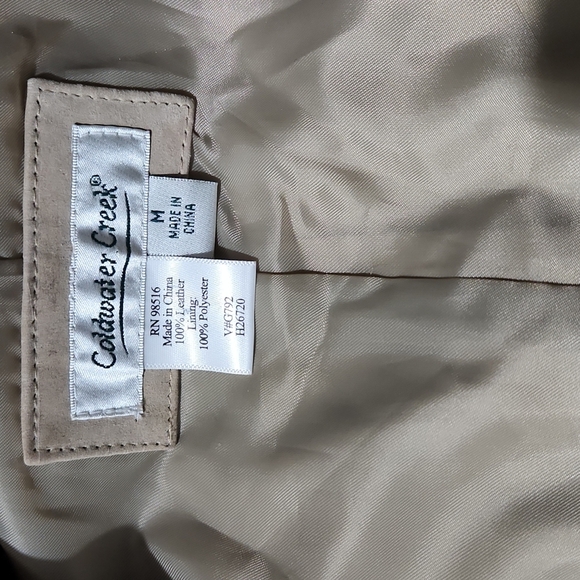 Coldwater Creek®
M
MADE IN
CHINA
RN 98516
Made in China
100% Leather
Lining:
100% Polyester
V#G792
H26720